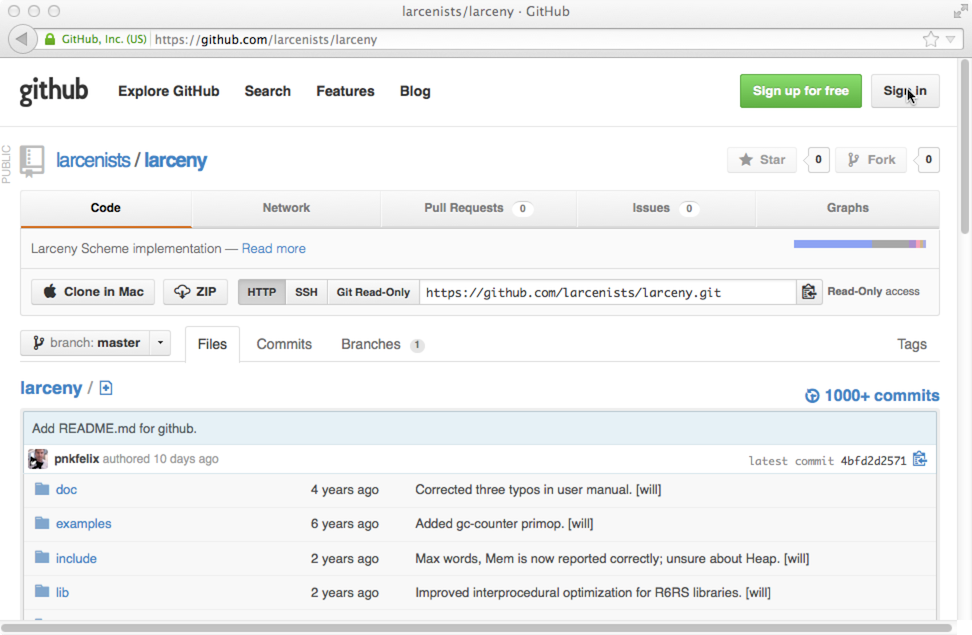 larcenists/larceny · GitHub
GitHub, Inc. (US) https://github.com/larcenists/larceny
github Explore GitHub Search Features Blog Sign up for free Sign in
PUBLIC
larcenists / larceny Star 0 Fork 0
Code Network Pull Requests 0 Issues 0 Graphs
Larceny Scheme implementation — Read more
Clone in Mac ZIP HTTP SSH Git Read-Only https://github.com/larcenists/larceny.git Read-Only access
branch: master Files Commits Branches 1 Tags
larceny / 1000+ commits
Add README.md for github.
pnkfelix authored 10 days ago latest commit 4bfd2d2571
doc 4 years ago Corrected three typos in user manual. [will]
examples 6 years ago Added gc-counter primop. [will]
include 2 years ago Max words, Mem is now reported correctly; unsure about Heap. [will]
lib 2 years ago Improved interprocedural optimization for R6RS libraries. [will]